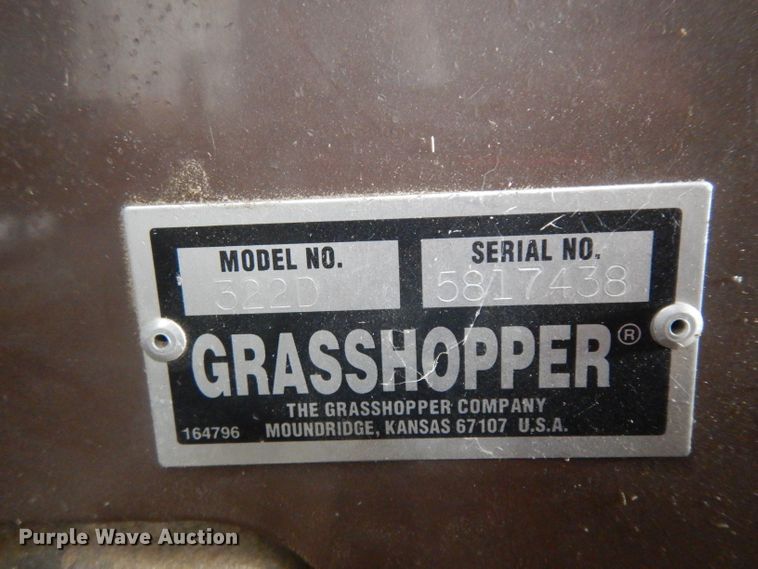 MODEL NO. SERIAL NO.
322D 5817438
GRASSHOPPER®
THE GRASSHOPPER COMPANY
164796 MOUNDRIDGE, KANSAS 67107 U.S.A.
Purple Wave Auction